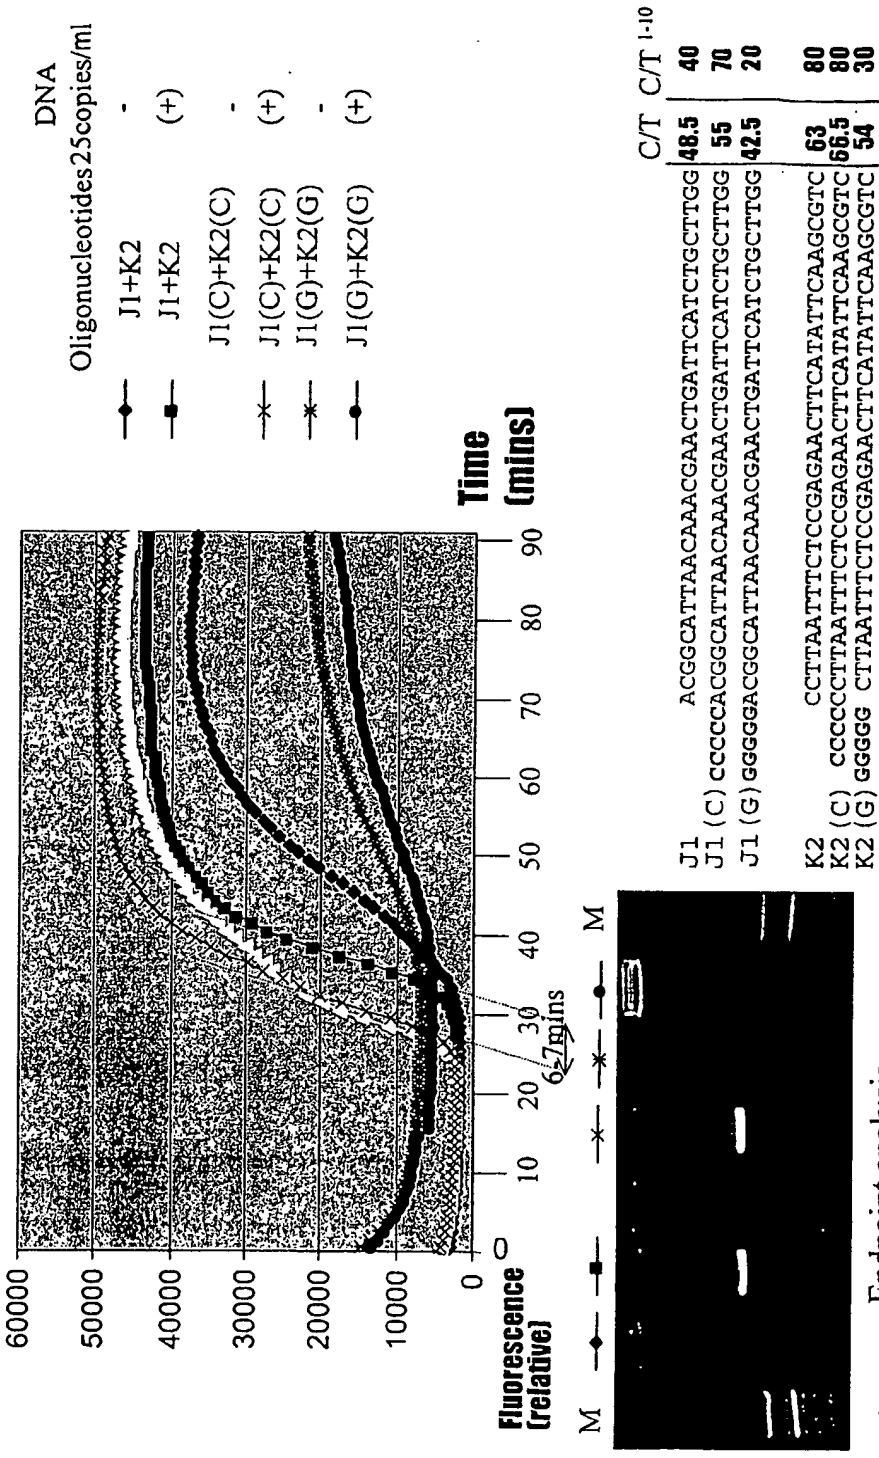 DNA
Oligonucleotides25copies/ml
J1+K2 -
J1+K2 (+)
J1(C)+K2(C) -
J1(C)+K2(C) (+)
J1(G)+K2(G) -
J1(G)+K2(G) (+)
60000
50000
40000
30000
20000
10000
0
Fluorescence
(relative)
0 10 20 30 40 50 60 70 80 90
Time
(mins)
6-7mins
M M
C/T C/T 1-10
J1 ACGGCATTAACAAACGAACTGATTCATCTGCTTGG 48.5 40
J1 (C) CCCCCACGGCATTAACAAACGAACTGATTCATCTGCTTGG 55 70
J1 (G) GGGGGACGGCATTAACAAACGAACTGATTCATCTGCTTGG 42.5 20
K2 CCTTAATTTCTCCGAGAACTTCATATTCAAGCGTC 63 80
K2 (C) CCCCCCTTAATTTCTCCGAGAACTTCATATTCAAGCGTC 66.5 80
K2 (G) GGGGG CTTAATTTCTCCGAGAACTTCATATTCAAGCGTC 54 30